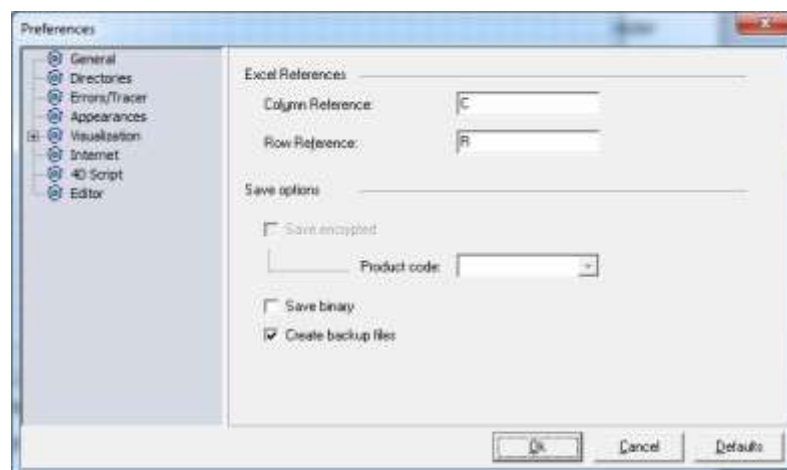 Preferences
General
Directories
Errors/Tracer
Appearances
Visualization
Internet
4D Script
Editor
Excel References
Column Reference: C
Row Reference: R
Save options
Save encrypted
Product code:
Save binary
Create backup files
Ok Cancel Defaults